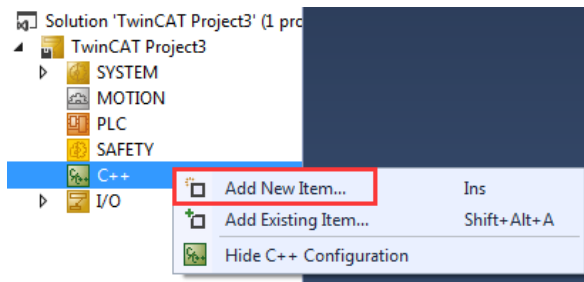 Solution 'TwinCAT Project3' (1 prc
TwinCAT Project3
SYSTEM
MOTION
PLC
SAFETY
C++
I/O
Add New Item... Ins
Add Existing Item... Shift+Alt+A
Hide C++ Configuration